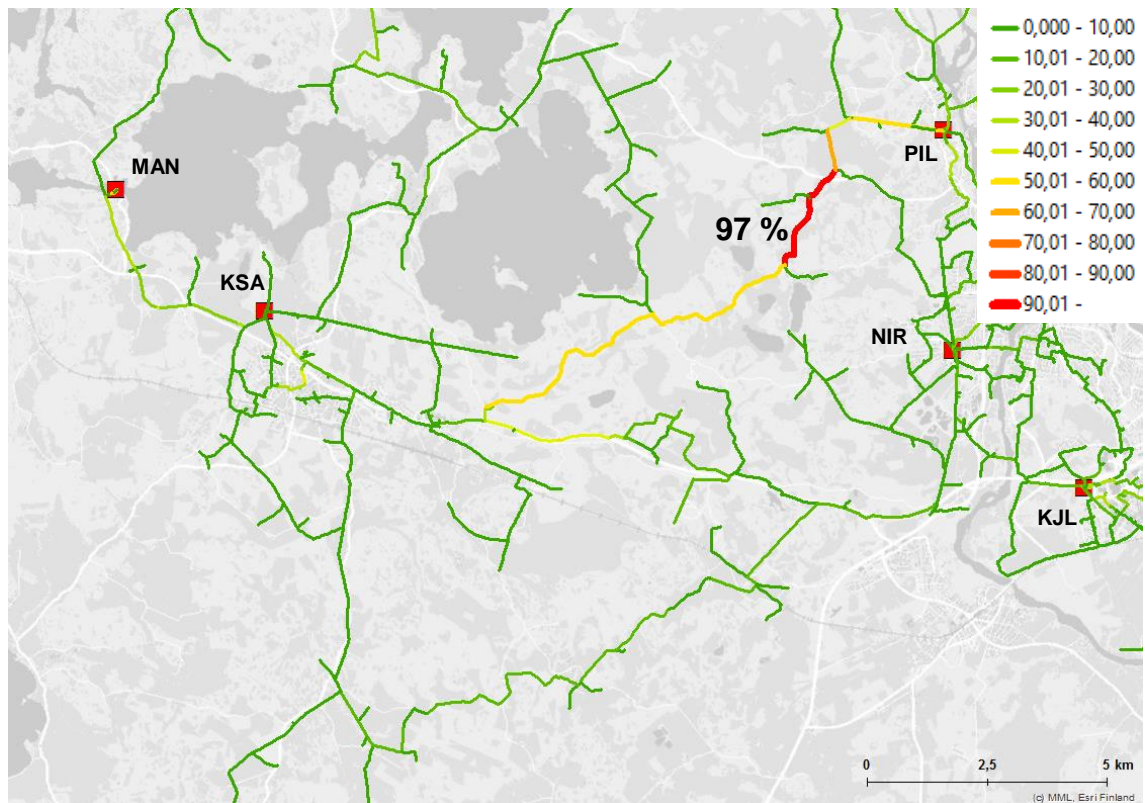 0,000 - 10,00
10,01 - 20,00
20,01 - 30,00
30,01 - 40,00
40,01 - 50,00
50,01 - 60,00
60,01 - 70,00
70,01 - 80,00
80,01 - 90,00
90,01 -
MAN
PIL
97 %
KSA
NIR
KJL
0 2,5 5 km
(c) MML, Esri Finland